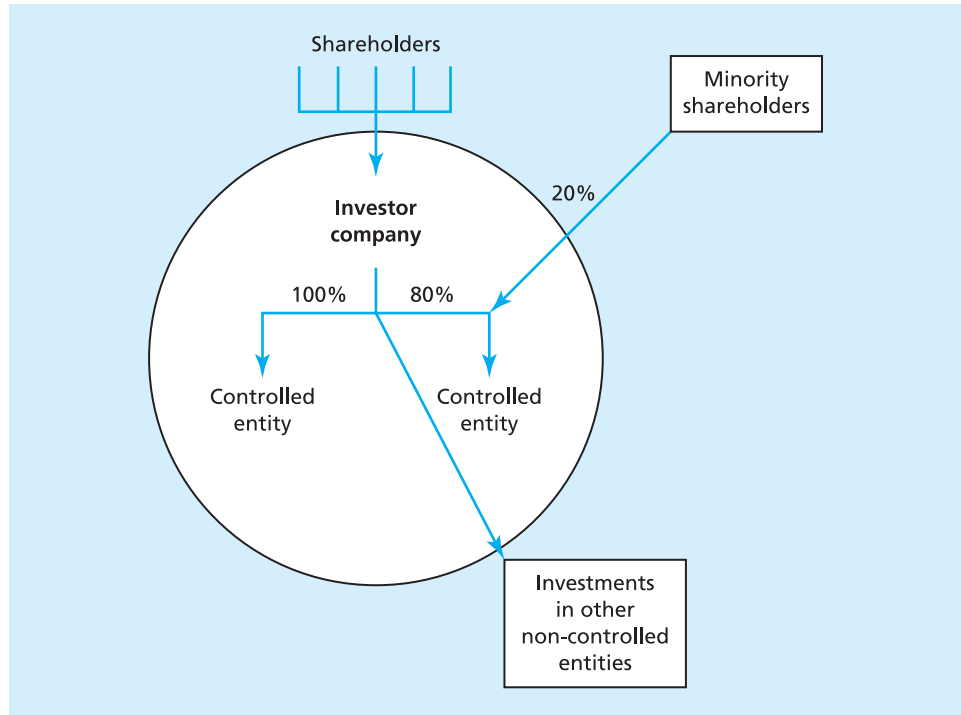 Shareholders
Minority
shareholders
20%
Investor
company
100%
80%
Controlled
entity
Controlled
entity
Investments
in other
non-controlled
entities